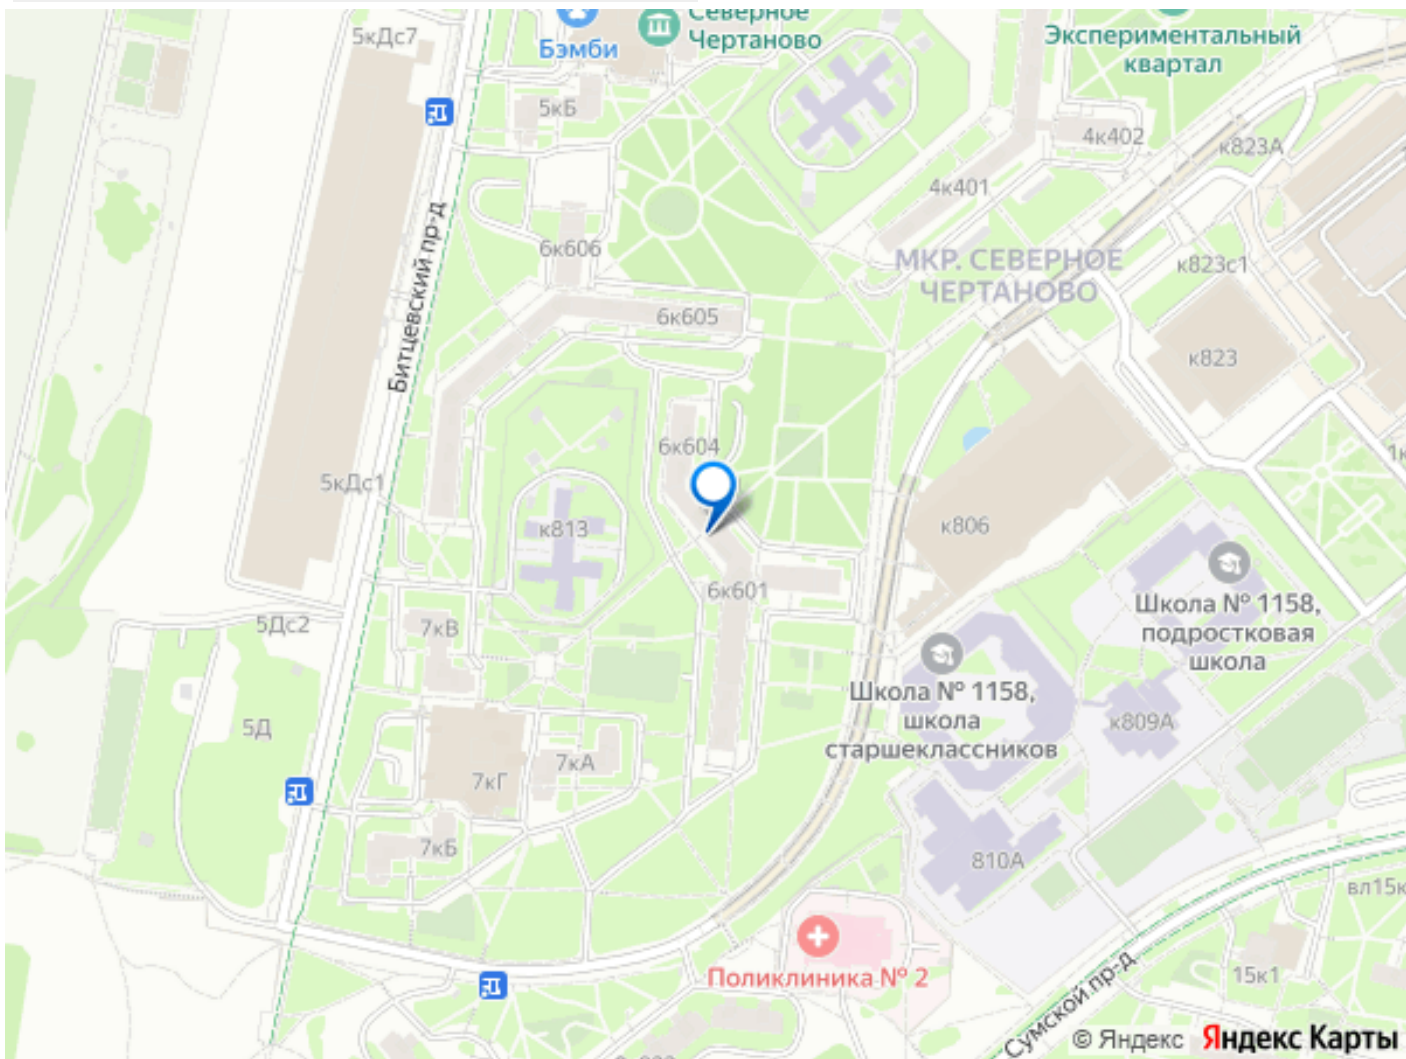 5кДс7
Бэмби
Северное
Чертаново
Экспериментальный
квартал
5кБ
4к402
к823А
4к401
Битцевский пр-д
6к606
МКР. СЕВЕРНОЕ
ЧЕРТАНОВО
к823с1
6к605
к823
6к604
5кДс1
к813
к806
6к601
5Дс2
7кВ
Школа № 1158,
подростковая
школа
Школа № 1158,
школа
старшеклассников
к809А
5Д
7кА
7кГ
7кБ
810А
вл15к
Поликлиника № 2
15к1
Сумской пр-д
© Яндекс Яндекс Карты